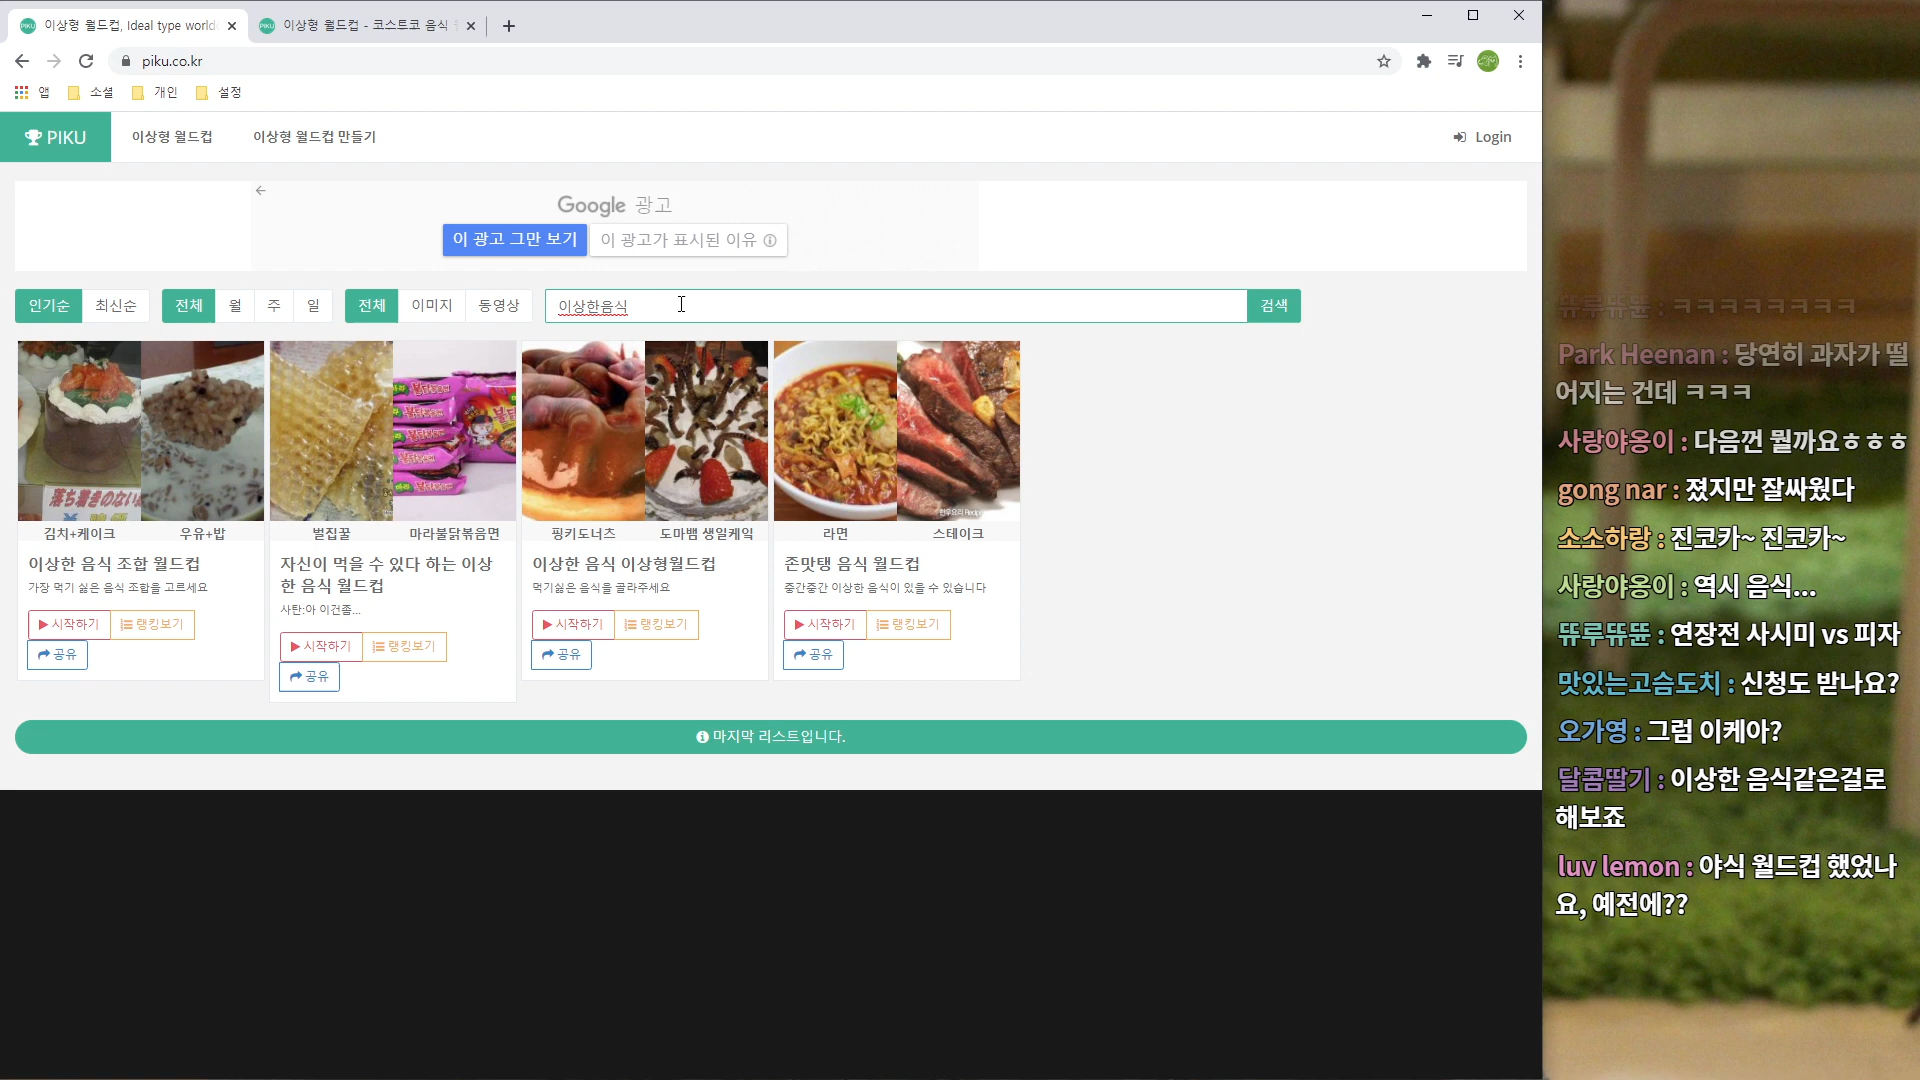 이상형 월드컵, Ideal type world
이상형 월드컵 - 코스트코 음식
piku.co.kr
앱 소셜 개인 설정
PIKU 이상형 월드컵 이상형 월드컵 만들기 Login
Google 광고
이 광고 그만 보기 이 광고가 표시된 이유
인기순 최신순 전체 월 주 일 전체 이미지 동영상 이상한음식 검색
김치+케이크 우유+밥
이상한 음식 조합 월드컵
가장 먹기 싫은 음식 조합을 고르세요
시작하기 랭킹보기
공유
벌집꿀 마라불닭볶음면
자신이 먹을 수 있다 하는 이상
한 음식 월드컵
사탄:아 이건좀...
시작하기 랭킹보기
공유
핑키도너츠 도마뱀 생일케잌
이상한 음식 이상형월드컵
먹기싫은 음식을 골라주세요
시작하기 랭킹보기
공유
라면 스테이크
존맛탱 음식 월드컵
중간중간 이상한 음식이 있을 수 있습니다
시작하기 랭킹보기
공유
마지막 리스트입니다.
뜌루뜌뜐 : ㅋㅋㅋㅋㅋㅋㅋㅋ
Park Heenan : 당연히 과자가 떨
어지는 건데 ㅋㅋㅋ
사랑야옹이 : 다음껀 뭘까요ㅎㅎㅎ
gong nar : 졌지만 잘싸웠다
소소하랑 : 진코카~ 진코카~
사랑야옹이 : 역시 음식...
뜌루뜌뜐 : 연장전 사시미 vs 피자
맛있는고슴도치 : 신청도 받나요?
오가영 : 그럼 이케아?
달콤딸기 : 이상한 음식같은걸로
해보죠
luv lemon : 야식 월드컵 했었나
요, 예전에??